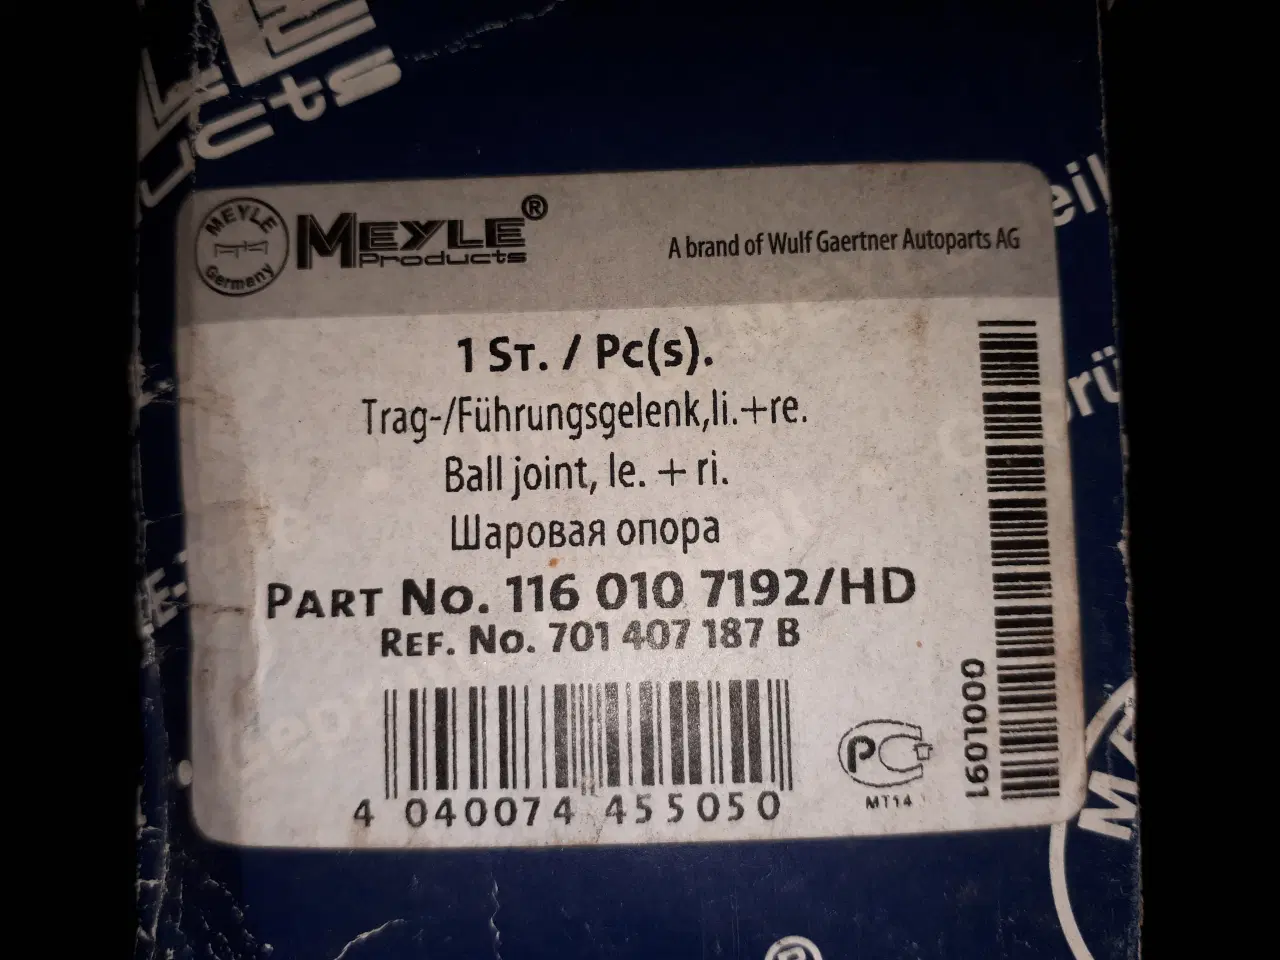 MEYLE
Germany
MEYLE®
Products
A brand of Wulf Gaertner Autoparts AG
1 St. / Pc(s).
Trag-/Führungsgelenk,li.+re.
Ball joint, le. + ri.
Шаровая опора
Part No. 116 010 7192/HD
Ref. No. 701 407 187 B
4 040074 455050
PC
MT14
000L091